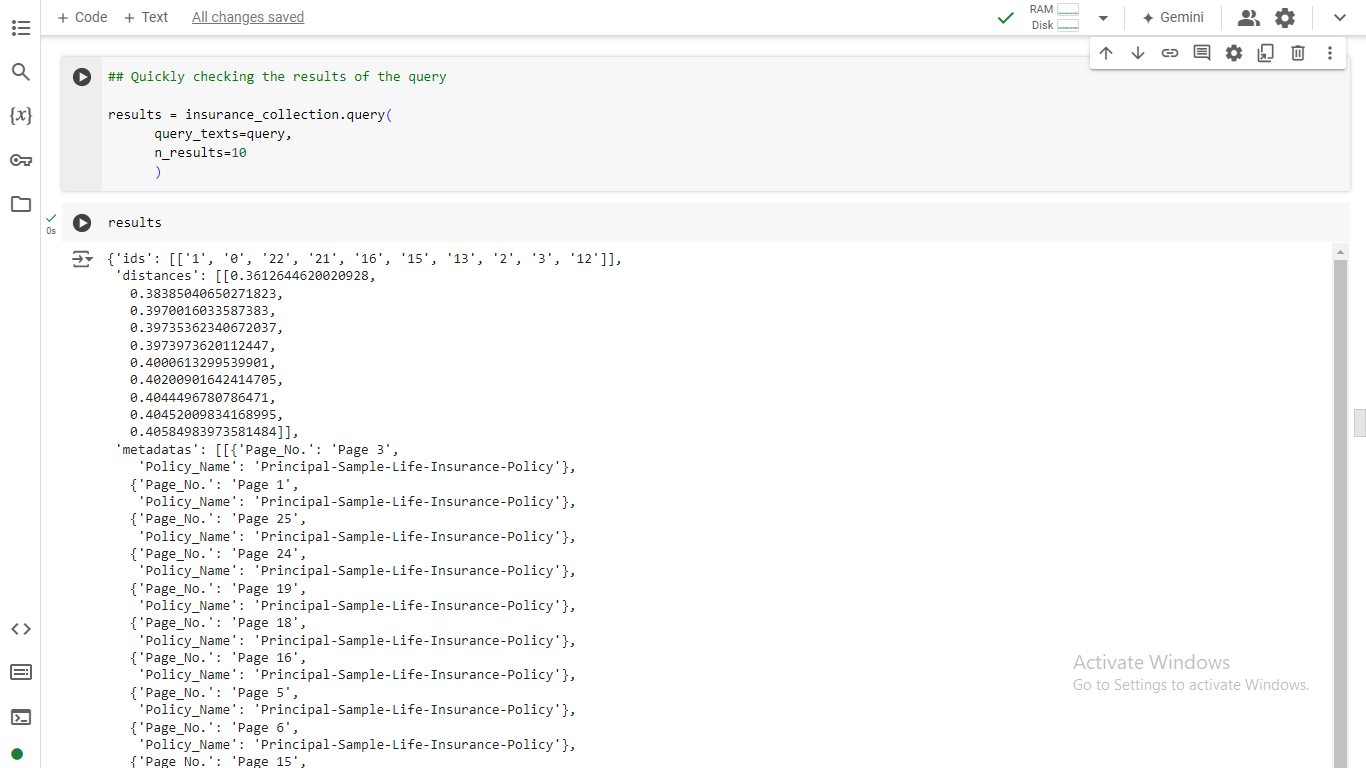 + Code + Text All changes saved
RAM
Disk
Gemini
## Quickly checking the results of the query
results = insurance_collection.query(
query_texts=query,
n_results=10
)
{x}
0s
results
{'ids': [['1', '0', '22', '21', '16', '15', '13', '2', '3', '12']],
'distances': [[0.3612644620020928,
0.38385040650271823,
0.3970016033587383,
0.39735362340672037,
0.3973973620112447,
0.4000613299539901,
0.40200901642414705,
0.4044496780786471,
0.40452009834168995,
0.40584983973581484]],
'metadatas': [[{'Page_No.': 'Page 3',
'Policy_Name': 'Principal-Sample-Life-Insurance-Policy'},
{'Page_No.': 'Page 1',
'Policy_Name': 'Principal-Sample-Life-Insurance-Policy'},
{'Page_No.': 'Page 25',
'Policy_Name': 'Principal-Sample-Life-Insurance-Policy'},
{'Page_No.': 'Page 24',
'Policy_Name': 'Principal-Sample-Life-Insurance-Policy'},
{'Page_No.': 'Page 19',
'Policy_Name': 'Principal-Sample-Life-Insurance-Policy'},
{'Page_No.': 'Page 18',
'Policy_Name': 'Principal-Sample-Life-Insurance-Policy'},
{'Page_No.': 'Page 16',
'Policy_Name': 'Principal-Sample-Life-Insurance-Policy'},
{'Page_No.': 'Page 5',
'Policy_Name': 'Principal-Sample-Life-Insurance-Policy'},
{'Page_No.': 'Page 6',
'Policy_Name': 'Principal-Sample-Life-Insurance-Policy'},
{'Page No.': 'Page 15',
Activate Windows
Go to Settings to activate Windows.